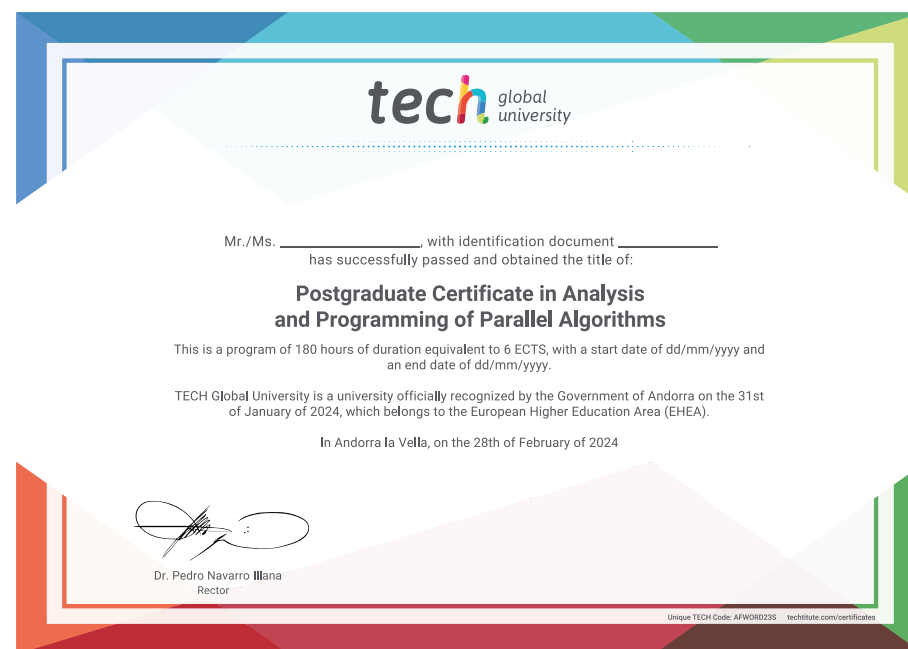 tech global
university
Mr./Ms. ____________, with identification document ____________
has successfully passed and obtained the title of:
Postgraduate Certificate in Analysis
and Programming of Parallel Algorithms
This is a program of 180 hours of duration equivalent to 6 ECTS, with a start date of dd/mm/yyyy and
an end date of dd/mm/yyyy.
TECH Global University is a university officially recognized by the Government of Andorra on the 31st
of January of 2024, which belongs to the European Higher Education Area (EHEA).
In Andorra la Vella, on the 28th of February of 2024
Dr. Pedro Navarro Illana
Rector
Unique TECH Code: AFWORD23S techtitute.com/certificates